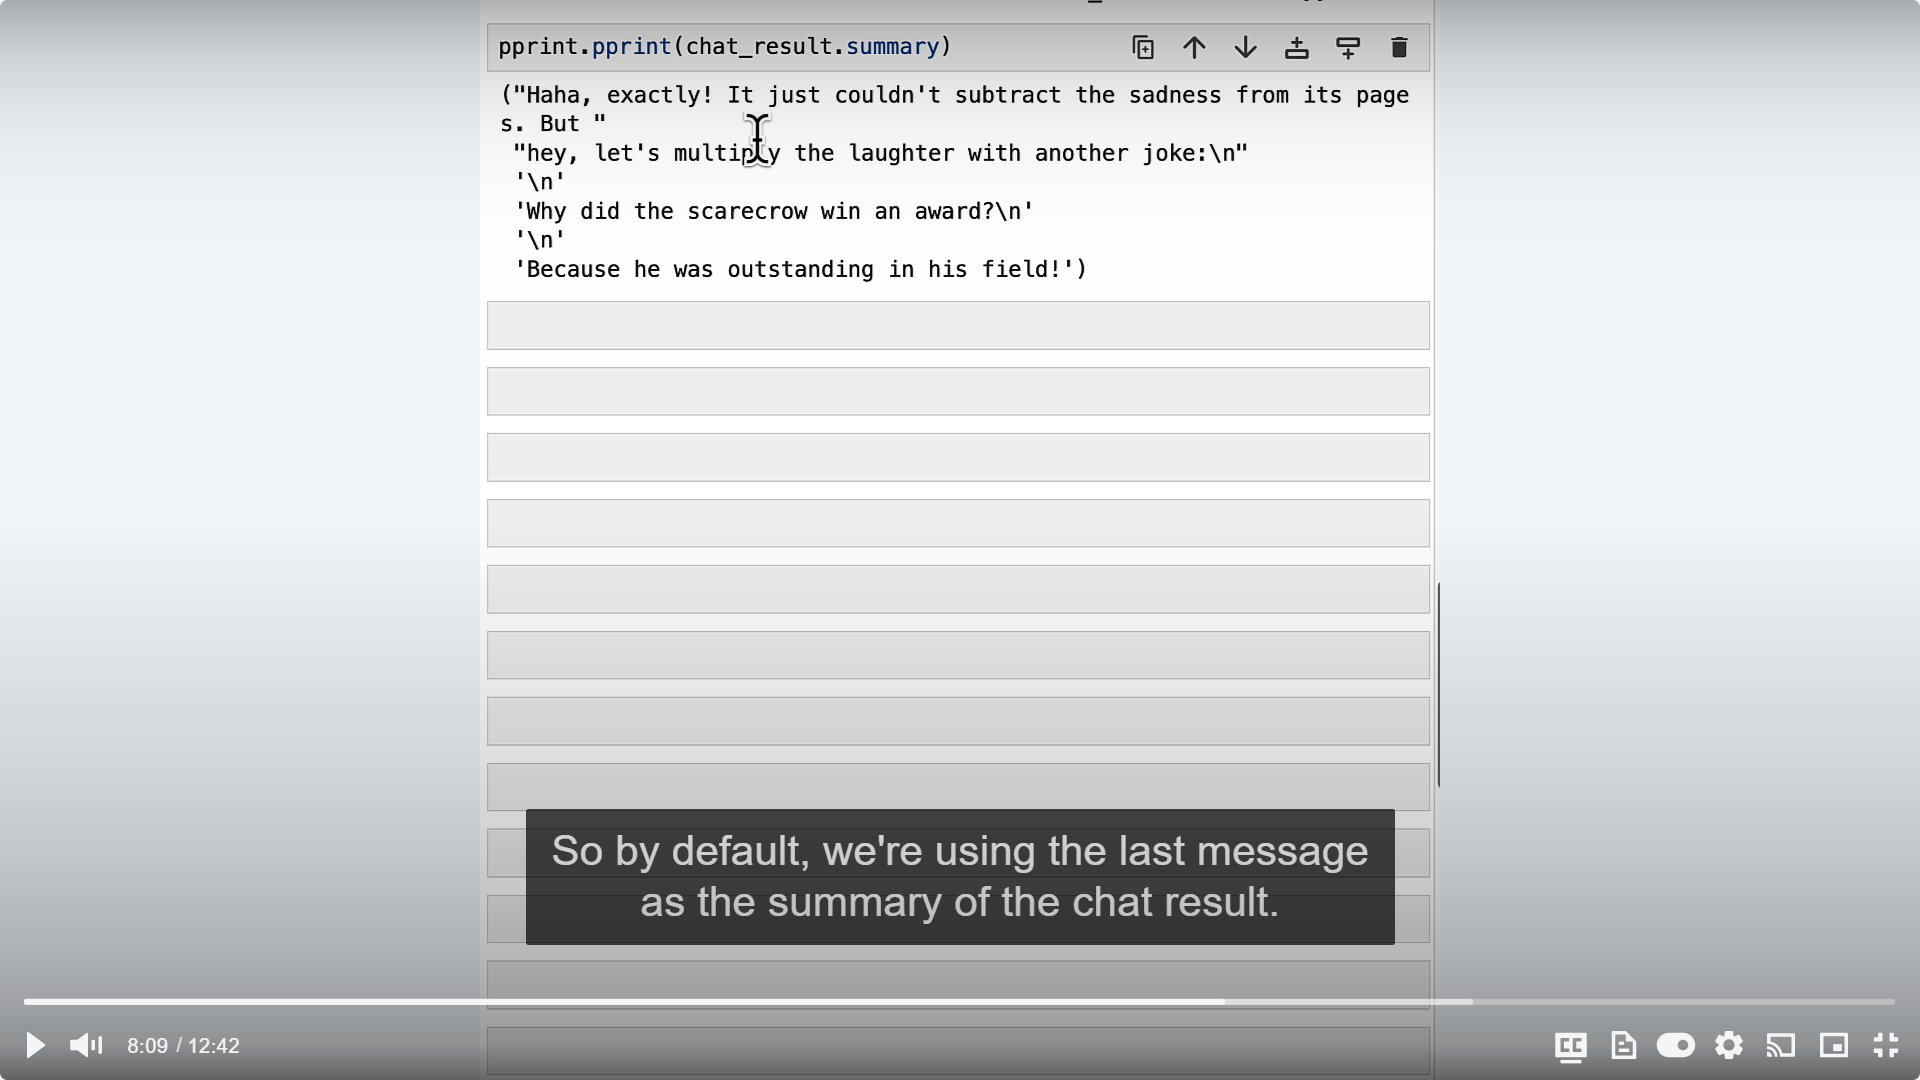 pprint.pprint(chat_result.summary)
("Haha, exactly! It just couldn't subtract the sadness from its page
s. But "
"hey, let's multiply the laughter with another joke:\n"
'\n'
'Why did the scarecrow win an award?\n'
'\n'
'Because he was outstanding in his field!')
So by default, we're using the last message
as the summary of the chat result.
8:09 / 12:42
CC